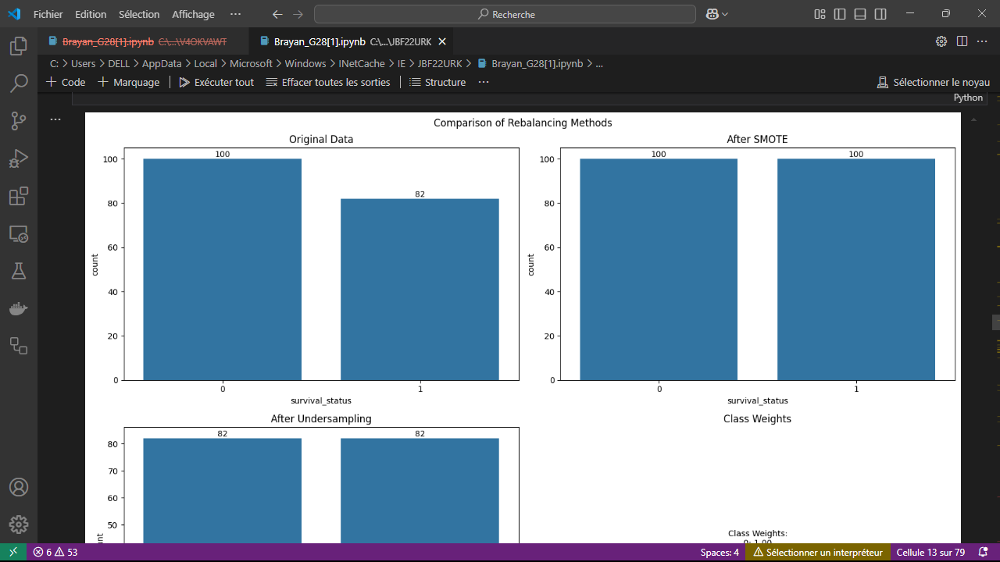 Fichier Edition Sélection Affichage ··· Recherche
Brayan_G28[1].ipynb C:\...\V4OKVAWT Brayan_G28[1].ipynb C:\...\JBF22URK
C: > Users > DELL > AppData > Local > Microsoft > Windows > INetCache > IE > JBF22URK > Brayan_G28[1].ipynb > ...
Code Marquage Exécuter tout Effacer toutes les sorties Structure ··· Sélectionner le noyau
Python
Comparison of Rebalancing Methods
Original Data
100
82
100
80
60
40
20
0
count
0 1
survival_status
After SMOTE
100
100
100
80
60
40
20
0
count
0 1
survival_status
After Undersampling
82
82
80
70
60
50
Class Weights
Class Weights:
0: 1.00
6 53 Spaces: 4 Sélectionner un interpréteur Cellule 13 sur 79